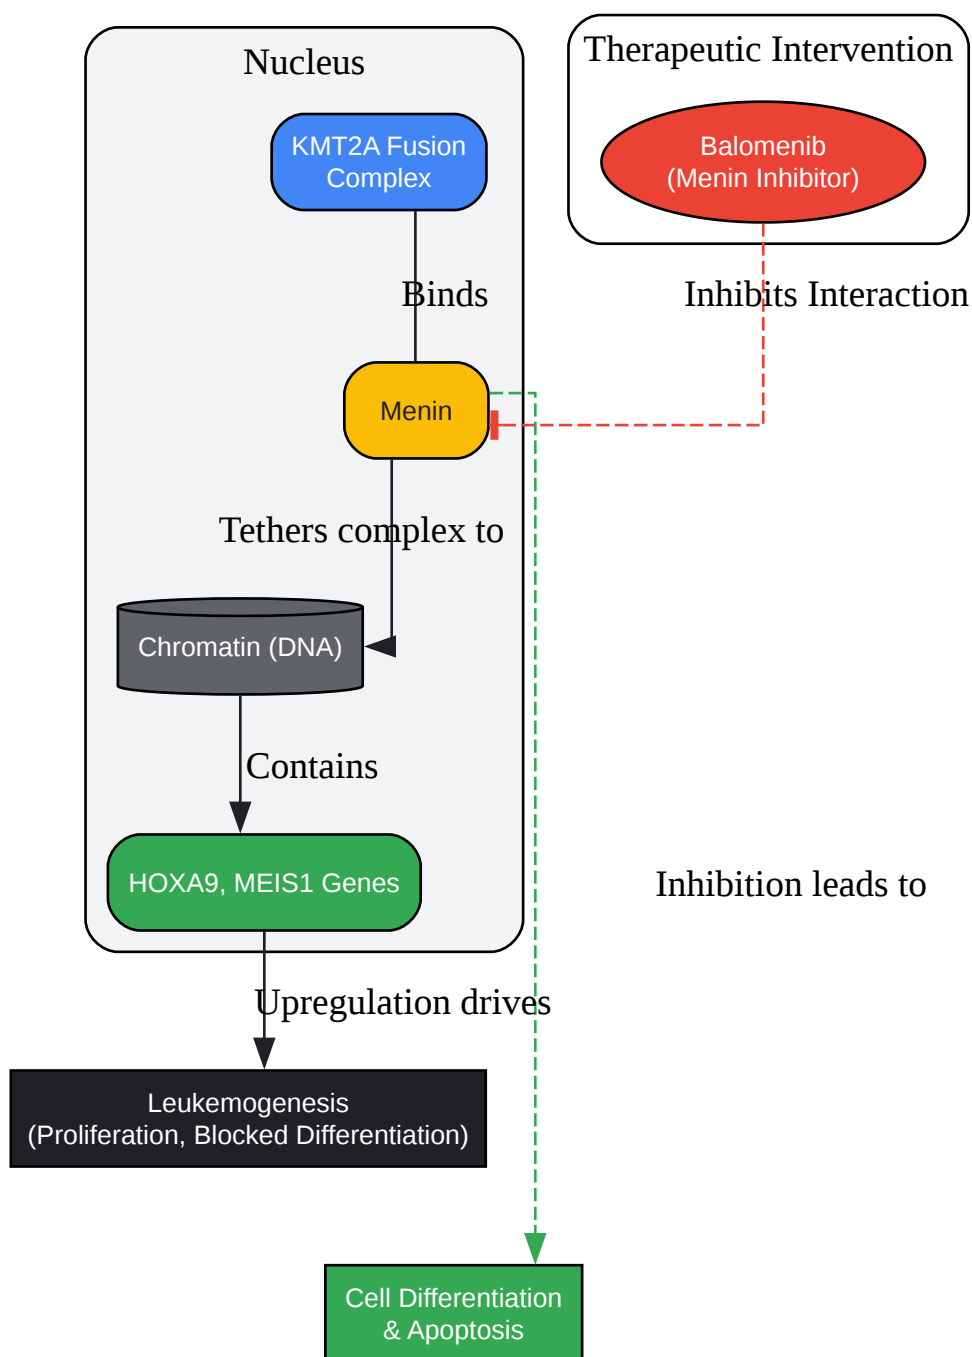 Nucleus
Therapeutic Intervention
KMT2A Fusion
Complex
Balomenib
(Menin Inhibitor)
Binds
Inhibits Interaction
Menin
Tethers complex to
Chromatin (DNA)
Contains
HOXA9, MEIS1 Genes
Inhibition leads to
Upregulation drives
Leukemogenesis
(Proliferation, Blocked Differentiation)
Cell Differentiation
& Apoptosis